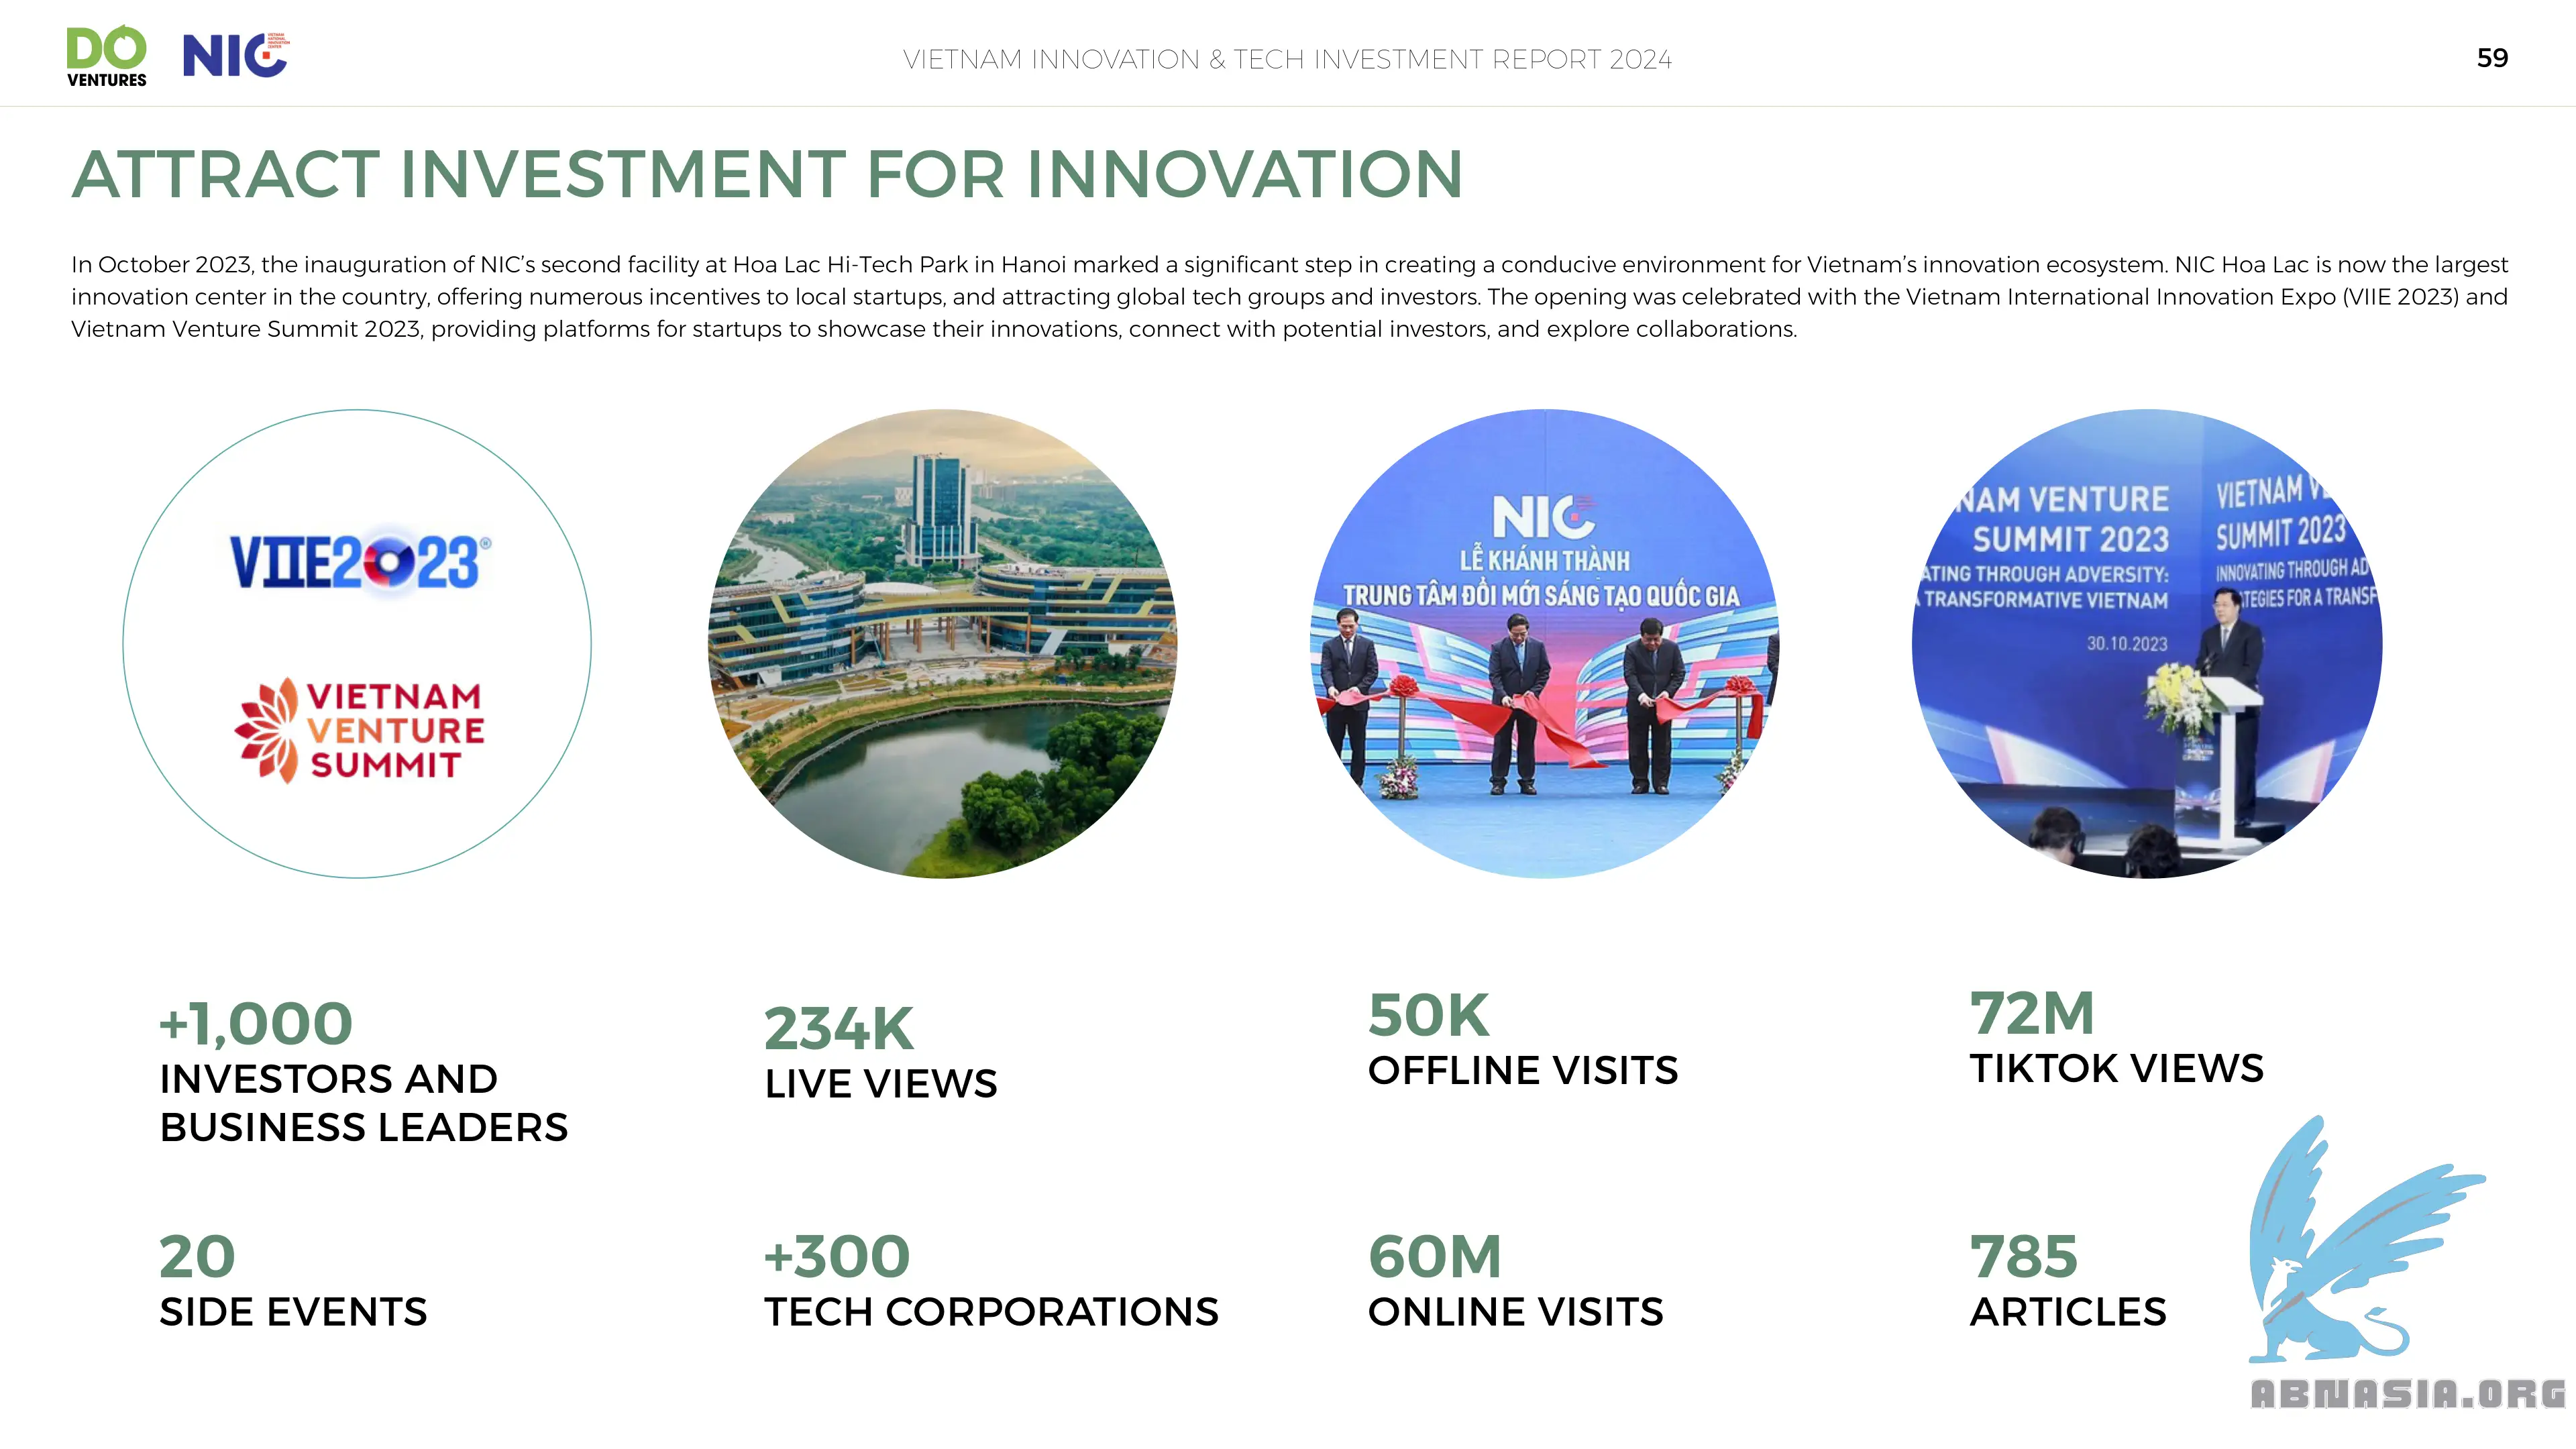 DO
VENTURES
NIC
VIETNAM
NATIONAL
INNOVATION
CENTER
VIETNAM INNOVATION & TECH INVESTMENT REPORT 2024
59
ATTRACT INVESTMENT FOR INNOVATION
In October 2023, the inauguration of NIC’s second facility at Hoa Lac Hi-Tech Park in Hanoi marked a significant step in creating a conducive environment for Vietnam’s innovation ecosystem. NIC Hoa Lac is now the largest
innovation center in the country, offering numerous incentives to local startups, and attracting global tech groups and investors. The opening was celebrated with the Vietnam International Innovation Expo (VIIE 2023) and
Vietnam Venture Summit 2023, providing platforms for startups to showcase their innovations, connect with potential investors, and explore collaborations.
VIIE2023®
VIETNAM
VENTURE
SUMMIT
NIC
LỄ KHÁNH THÀNH
TRUNG TÂM ĐỔI MỚI SÁNG TẠO QUỐC GIA
NAM VENTURE
SUMMIT 2023
ATING THROUGH ADVERSITY:
TRANSFORMATIVE VIETNAM
30.10.2023
VIETNAM V
SUMMIT 2023
INNOVATING THROUGH AD
TEGIES FOR A TRANSF
+1,000
INVESTORS AND
BUSINESS LEADERS
234K
LIVE VIEWS
50K
OFFLINE VISITS
72M
TIKTOK VIEWS
20
SIDE EVENTS
+300
TECH CORPORATIONS
60M
ONLINE VISITS
785
ARTICLES
ABNASIA.ORG